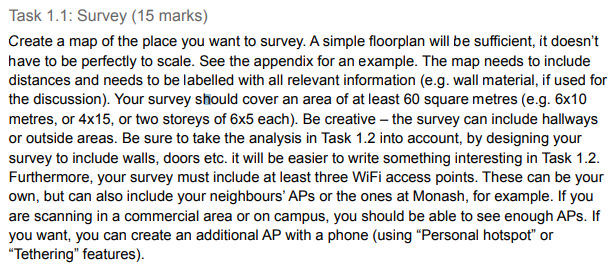 Task 1.1: Survey (15 marks)
Create a map of the place you want to survey. A simple floorplan will be sufficient, it doesn't
have to be perfectly to scale. See the appendix for an example. The map needs to include
distances and needs to be labelled with all relevant information (e.g. wall material, if used for
the discussion). Your survey should cover an area of at least 60 square metres (e.g. 6x10
metres, or 4x15, or two storeys of 6x5 each). Be creative – the survey can include hallways
or outside areas. Be sure to take the analysis in Task 1.2 into account, by designing your
survey to include walls, doors etc. it will be easier to write something interesting in Task 1.2.
Furthermore, your survey must include at least three WiFi access points. These can be your
own, but can also include your neighbours' APs or the ones at Monash, for example. If you
are scanning in a commercial area or on campus, you should be able to see enough APs. If
you want, you can create an additional AP with a phone (using “Personal hotspot” or
“Tethering” features).